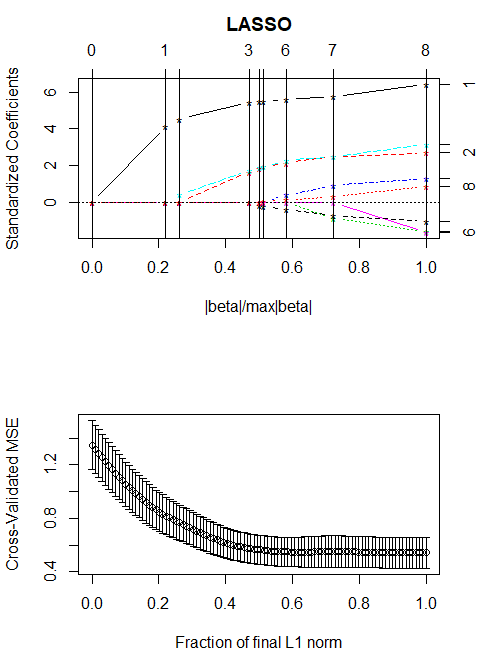 LASSO
0 1 3 6 7 8
Standardized Coefficients
6
4
2
0
1
2
8
6
0.0 0.2 0.4 0.6 0.8 1.0
|beta|/max|beta|
Cross-Validated MSE
1.2
0.8
0.4
0.0 0.2 0.4 0.6 0.8 1.0
Fraction of final L1 norm